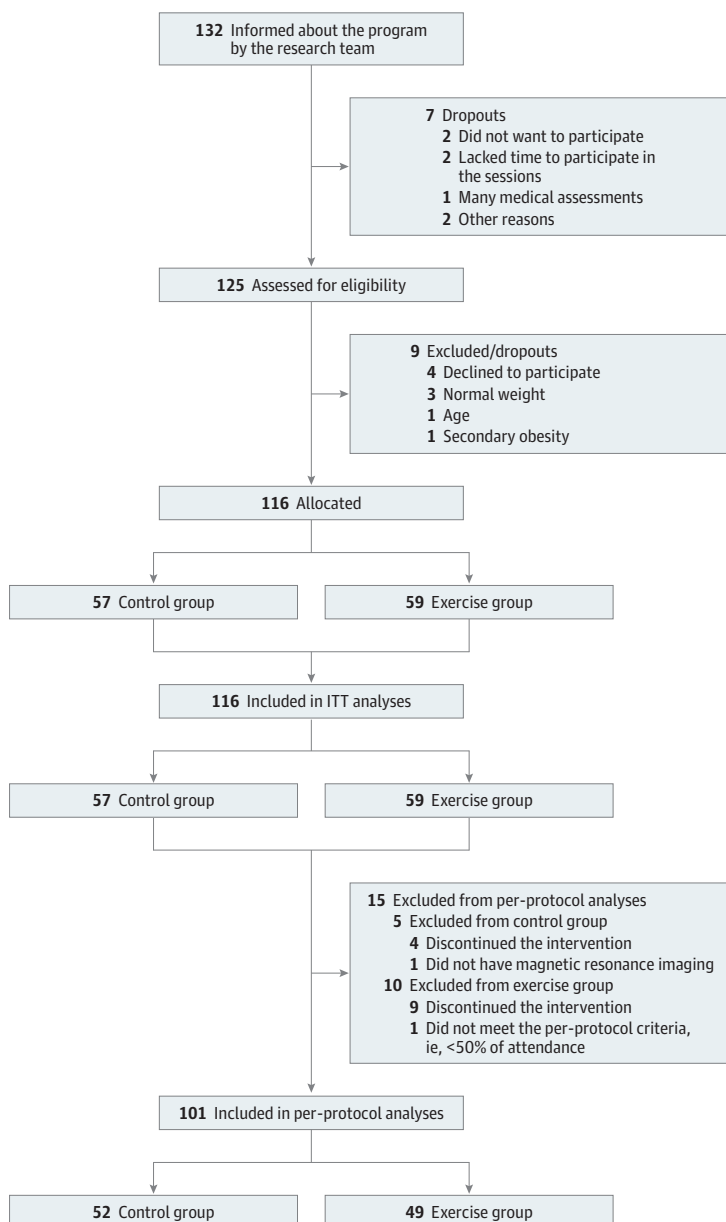 132 Informed about the program
by the research team
7 Dropouts
2 Did not want to participate
2 Lacked time to participate in
the sessions
1 Many medical assessments
2 Other reasons
125 Assessed for eligibility
9 Excluded/dropouts
4 Declined to participate
3 Normal weight
1 Age
1 Secondary obesity
116 Allocated
57 Control group
59 Exercise group
116 Included in ITT analyses
57 Control group
59 Exercise group
15 Excluded from per-protocol analyses
5 Excluded from control group
4 Discontinued the intervention
1 Did not have magnetic resonance imaging
10 Excluded from exercise group
9 Discontinued the intervention
1 Did not meet the per-protocol criteria,
ie, <50% of attendance
101 Included in per-protocol analyses
52 Control group
49 Exercise group